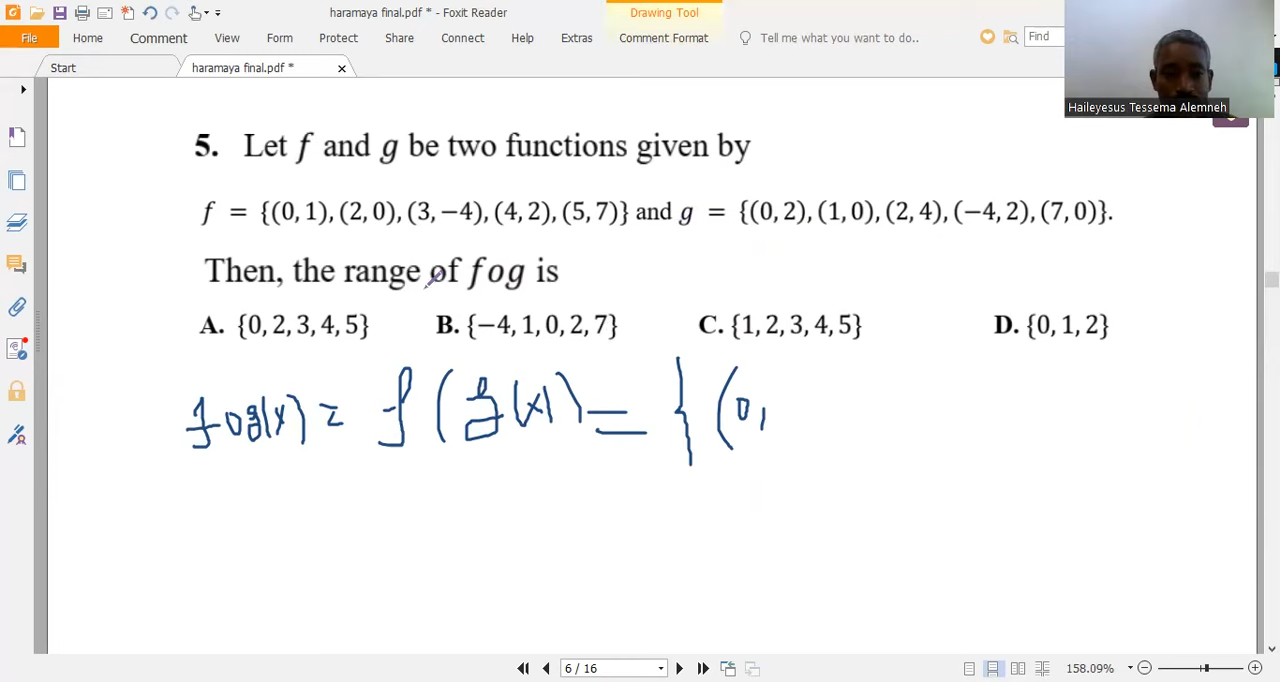 haramaya final.pdf * - Foxit Reader
Drawing Tool
File Home Comment View Form Protect Share Connect Help Extras Comment Format Tell me what you want to do.. Find
Start haramaya final.pdf *
Haileyesus Tessema Alemneh
5. Let f and g be two functions given by
f = {(0, 1), (2, 0), (3, −4), (4, 2), (5, 7)} and g = {(0, 2), (1, 0), (2, 4), (−4, 2), (7, 0)}.
Then, the range of fog is
A. {0, 2, 3, 4, 5} B. {−4, 1, 0, 2, 7} C. {1, 2, 3, 4, 5} D. {0, 1, 2}
fog(x) = f(g(x) = { (0,
6 / 16 158.09%